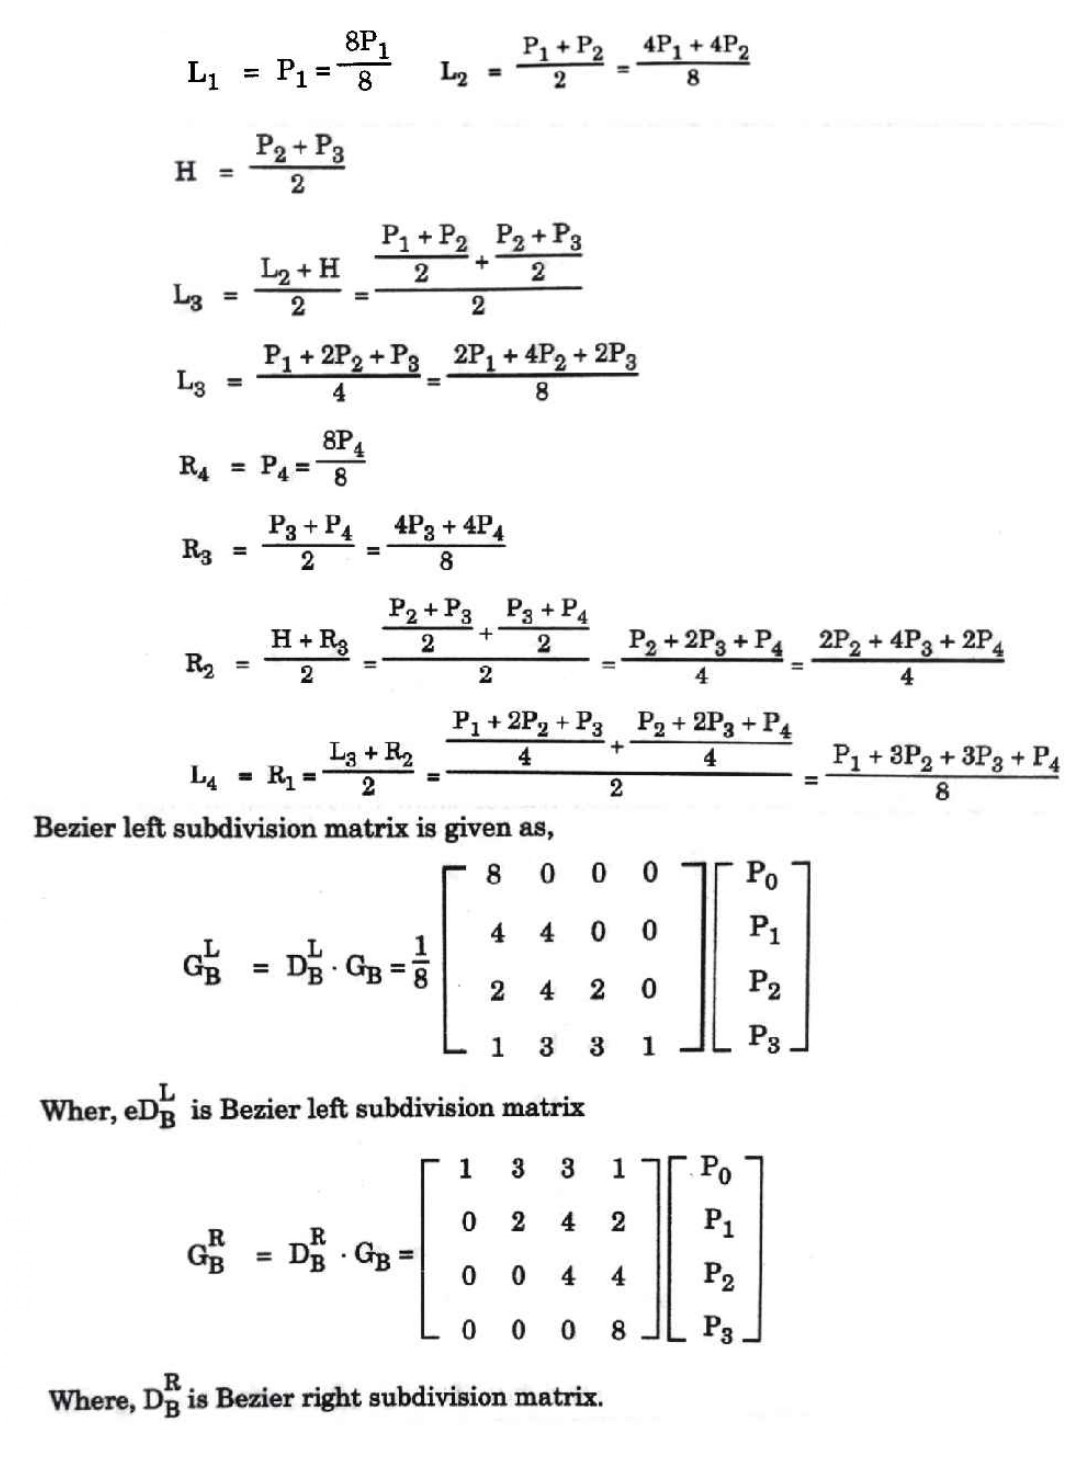 L₁ = P₁ = 8P₁/8    L₂ = (P₁ + P₂)/2 = (4P₁ + 4P₂)/8
H = (P₂ + P₃)/2
L₃ = (L₂ + H)/2 = ((P₁ + P₂)/2 + (P₂ + P₃)/2)/2
L₃ = (P₁ + 2P₂ + P₃)/4 = (2P₁ + 4P₂ + 2P₃)/8
R₄ = P₄ = 8P₄/8
R₃ = (P₃ + P₄)/2 = (4P₃ + 4P₄)/8
R₂ = (H + R₃)/2 = ((P₂ + P₃)/2 + (P₃ + P₄)/2)/2 = (P₂ + 2P₃ + P₄)/4 = (2P₂ + 4P₃ + 2P₄)/4
L₄ = R₁ = (L₃ + R₂)/2 = ((P₁ + 2P₂ + P₃)/4 + (P₂ + 2P₃ + P₄)/4)/2 = (P₁ + 3P₂ + 3P₃ + P₄)/8
Bezier left subdivision matrix is given as,
8 0 0 0 P₀
4 4 0 0 P₁
G_B^L = D_B^L · G_B = 1/8
2 4 2 0 P₂
1 3 3 1 P₃
Wher, eD_B^L is Bezier left subdivision matrix
1 3 3 1 P₀
0 2 4 2 P₁
G_B^R = D_B^R · G_B =
0 0 4 4 P₂
0 0 0 8 P₃
Where, D_B^R is Bezier right subdivision matrix.